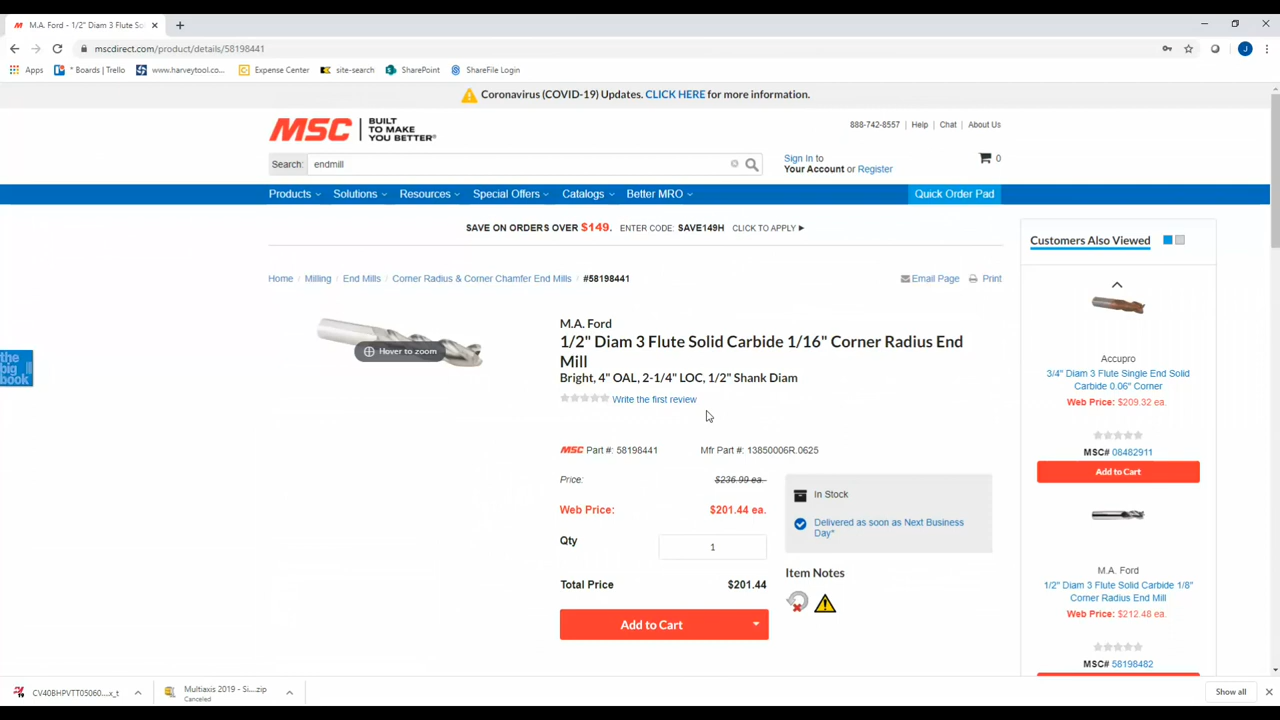 M.A. Ford - 1/2" Diam 3 Flute So
mscdirect.com/product/details/58198441
J
Apps
* Boards | Trello
www.harveytool.co...
Expense Center
site-search
SharePoint
ShareFile Login
Coronavirus (COVID-19) Updates. CLICK HERE for more information.
MSC
BUILT
TO MAKE
YOU BETTER®
888-742-8557
Help
Chat
About Us
Search:
endmill
Sign In to
Your Account or Register
0
Products
Solutions
Resources
Special Offers
Catalogs
Better MRO
Quick Order Pad
SAVE ON ORDERS OVER $149. ENTER CODE: SAVE149H CLICK TO APPLY ▶
Customers Also Viewed
Home / Milling / End Mills / Corner Radius & Corner Chamfer End Mills / #58198441
Email Page
Print
Hover to zoom
the
big
book
M.A. Ford
1/2" Diam 3 Flute Solid Carbide 1/16" Corner Radius End
Mill
Bright, 4" OAL, 2-1/4" LOC, 1/2" Shank Diam
Write the first review
MSC Part #: 58198441
Mfr Part #: 13850006R.0625
Price:
$236.99 ea.
Web Price:
$201.44 ea.
Qty
1
Total Price
$201.44
Add to Cart
In Stock
Delivered as soon as Next Business
Day*
Item Notes
Accupro
3/4" Diam 3 Flute Single End Solid
Carbide 0.06" Corner
Web Price: $209.32 ea.
MSC# 08482911
Add to Cart
M.A. Ford
1/2" Diam 3 Flute Solid Carbide 1/8"
Corner Radius End Mill
Web Price: $212.48 ea.
MSC# 58198482
CV40BHPVTT05060....x_t
Multiaxis 2019 - Si....zip
Canceled
Show all